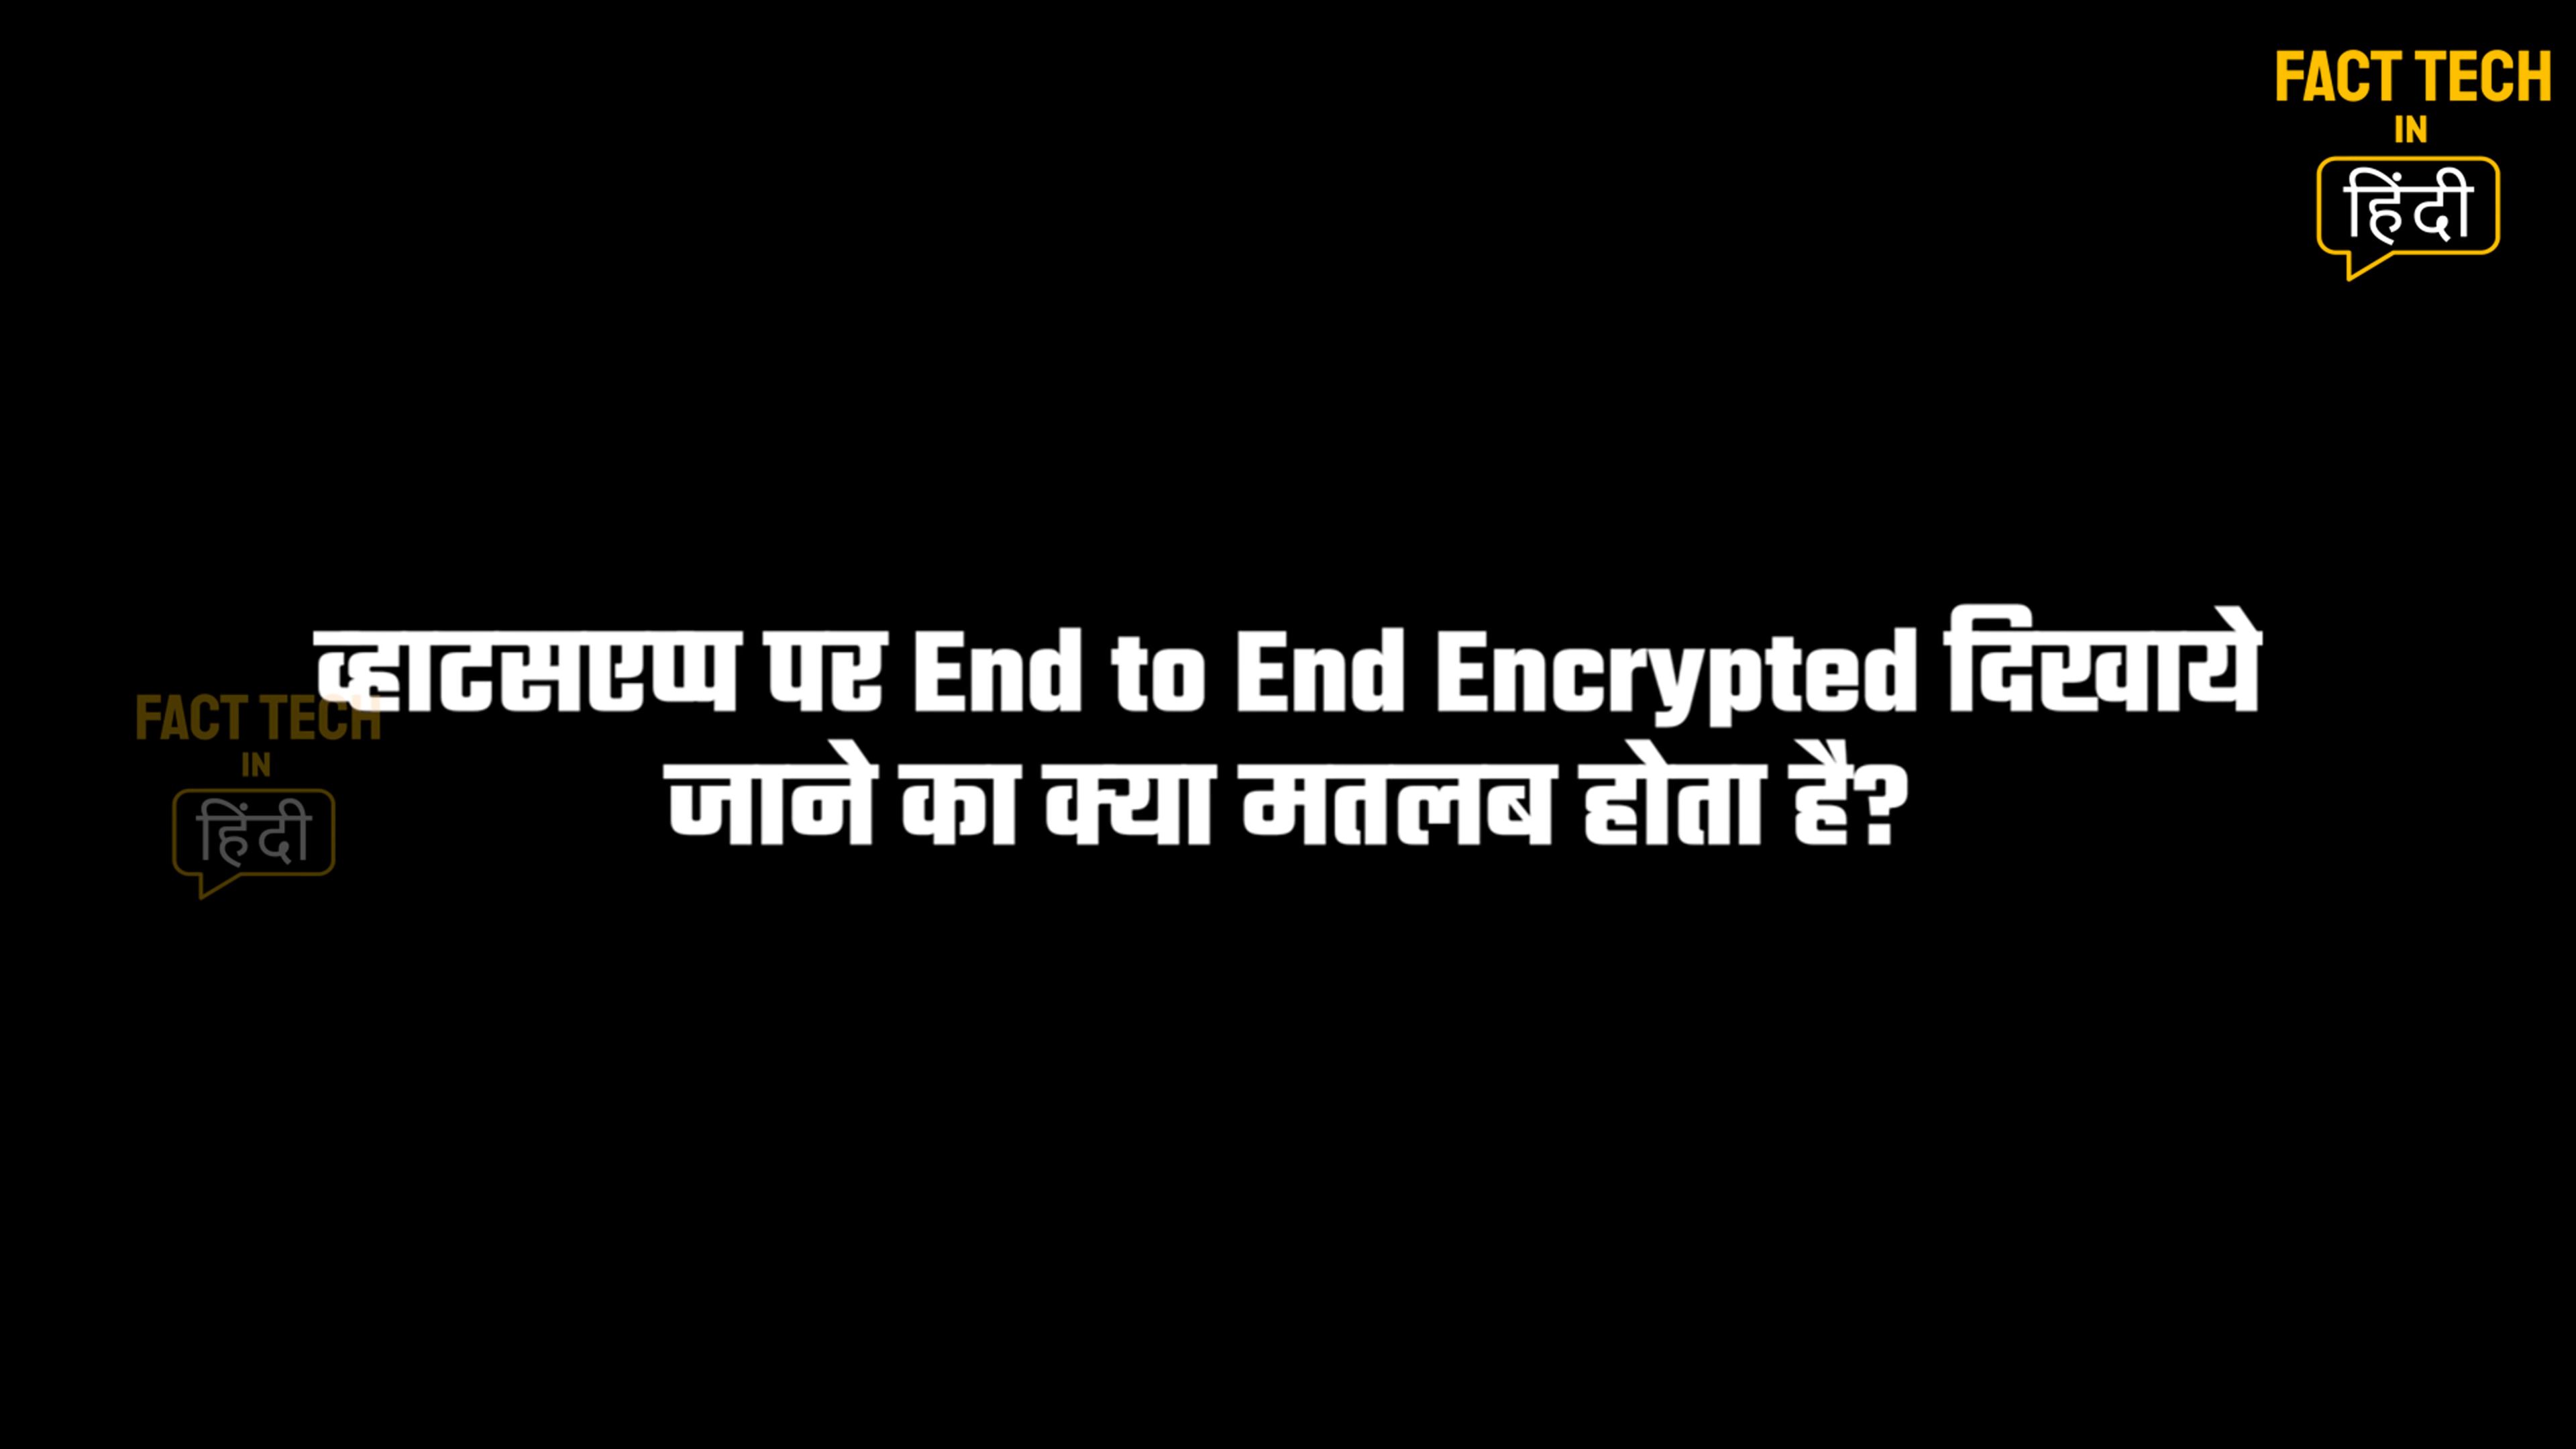 FACT TECH
IN
हिंदी
व्हाटसएप्प पर End to End Encrypted दिखाये
जाने का क्या मतलब होता है?
FACT TECH
IN
हिंदी